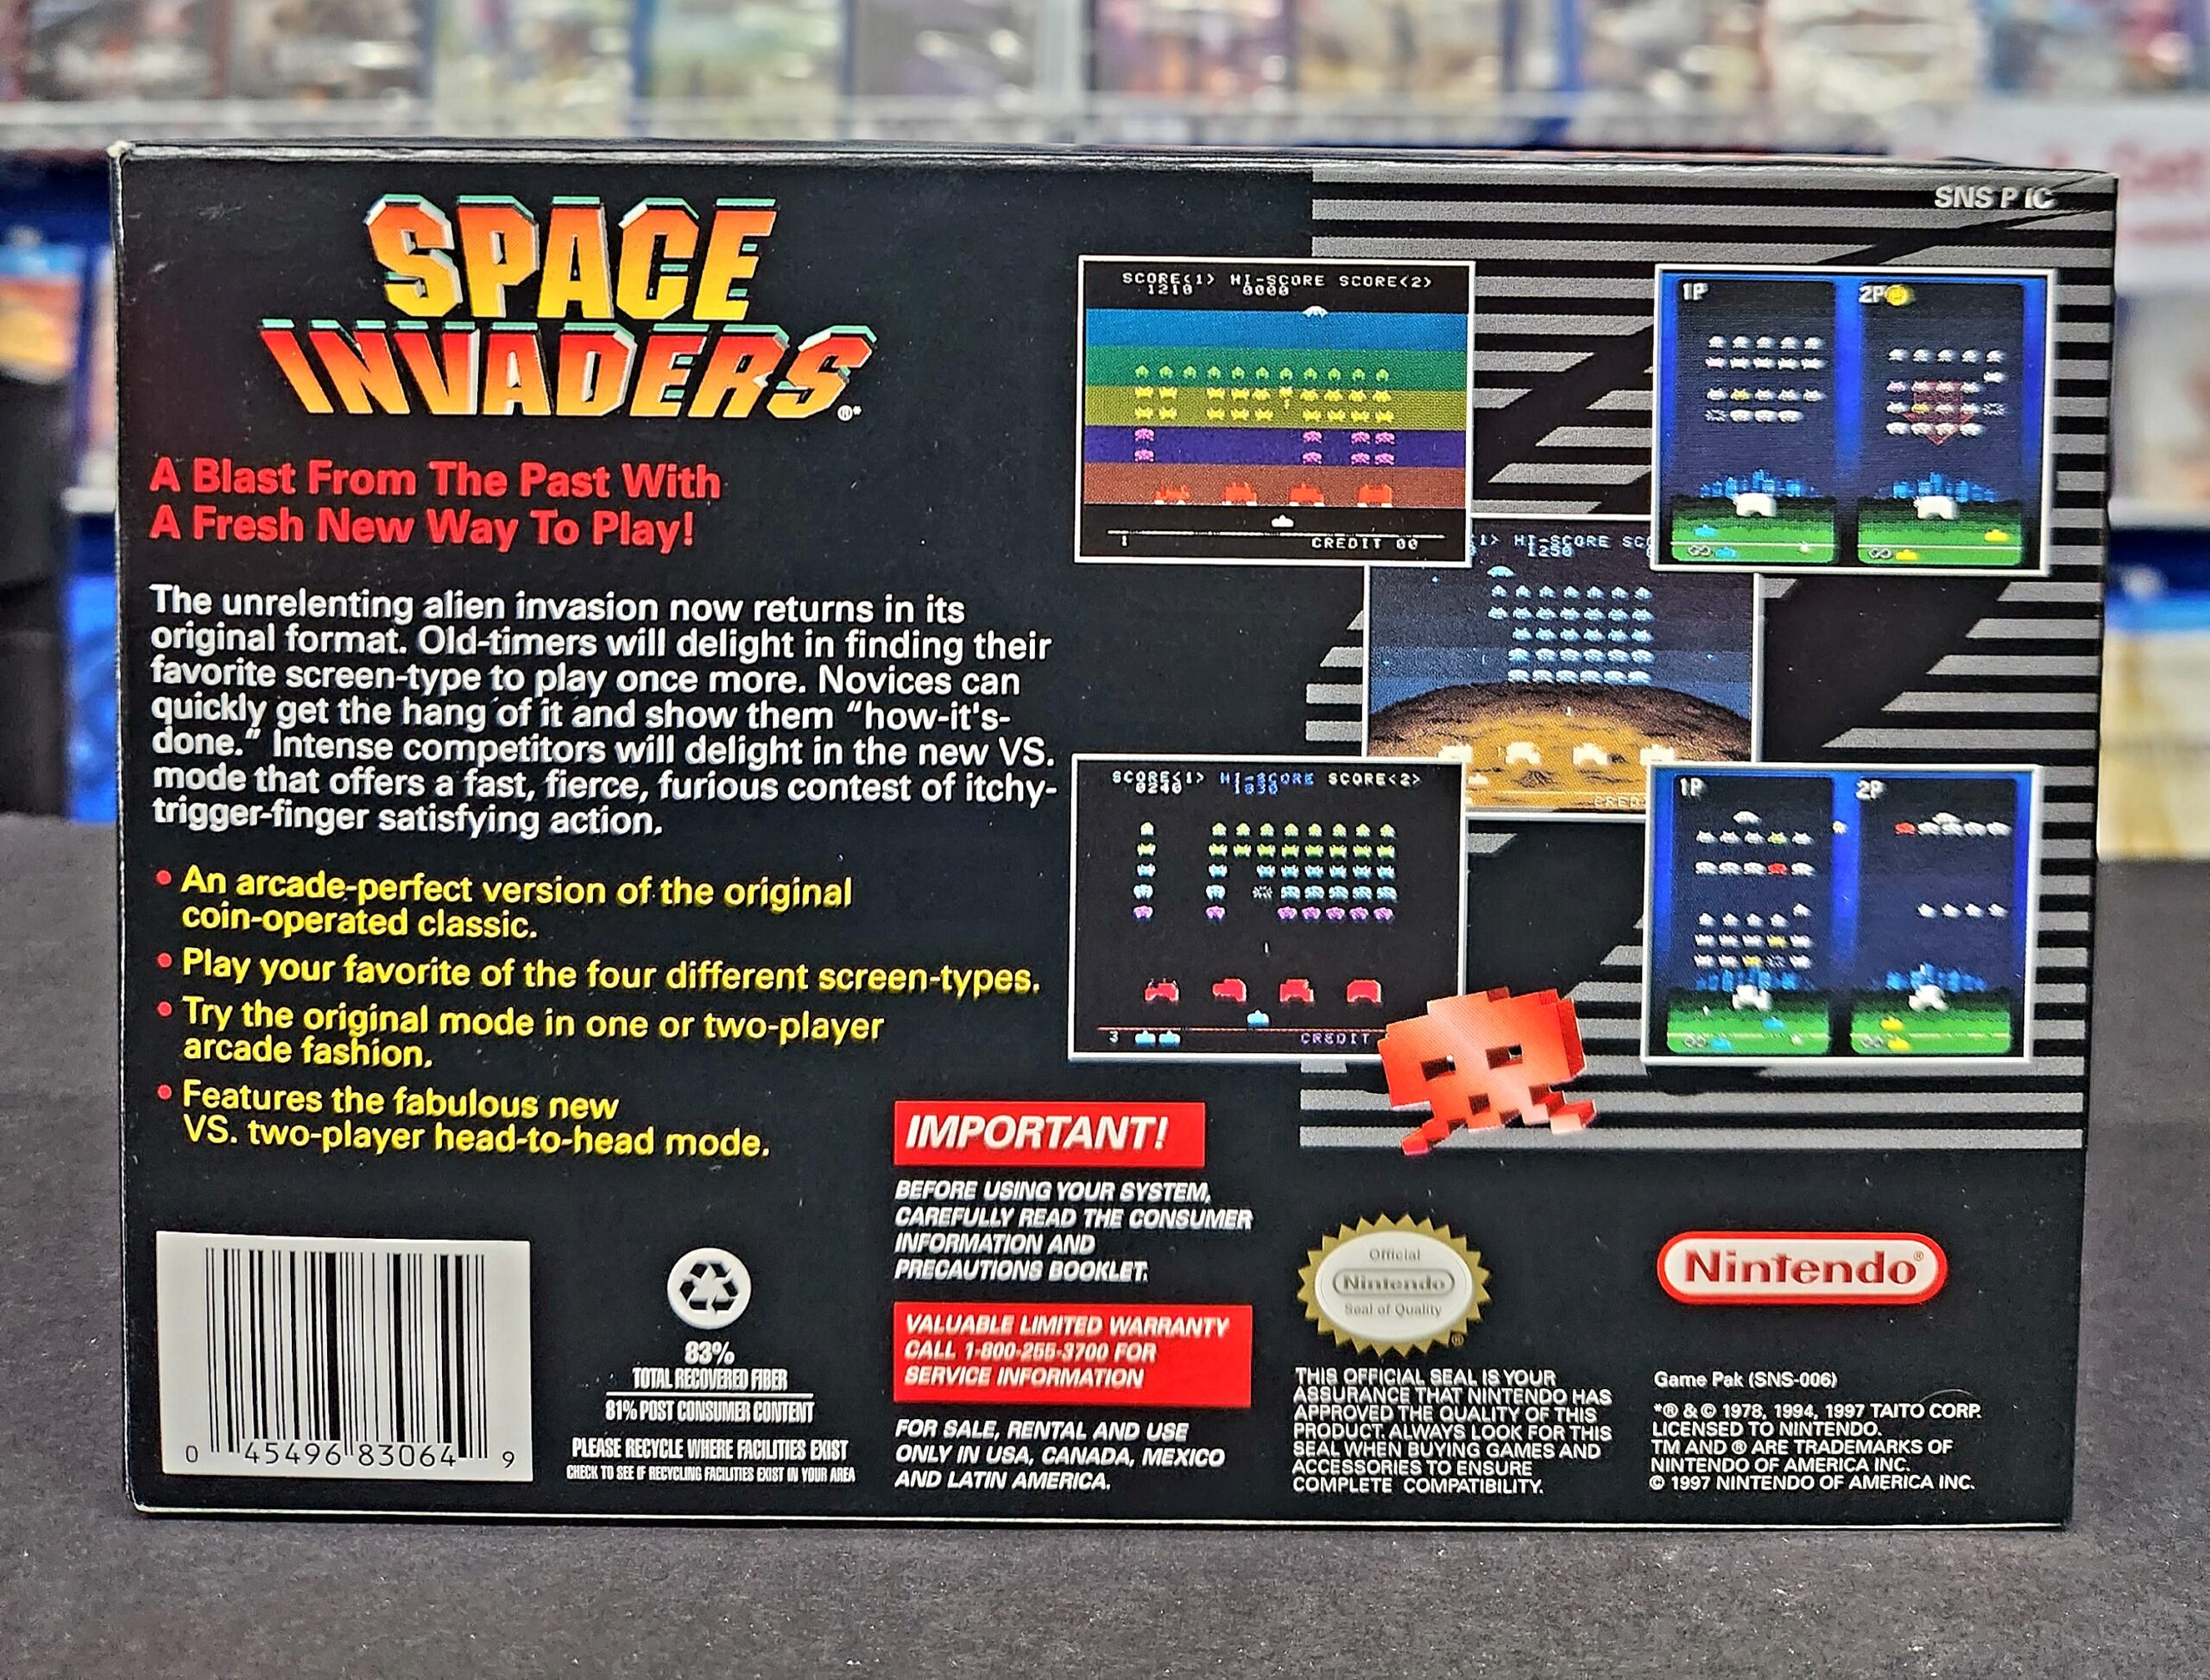 SNS P IC
SPACE
INVADERS®*
A Blast From The Past With
A Fresh New Way To Play!
The unrelenting alien invasion now returns in its
original format. Old-timers will delight in finding their
favorite screen-type to play once more. Novices can
quickly get the hang of it and show them "how-it's-
done." Intense competitors will delight in the new VS.
mode that offers a fast, fierce, furious contest of itchy-
trigger-finger satisfying action.
• An arcade-perfect version of the original
coin-operated classic.
• Play your favorite of the four different screen-types.
• Try the original mode in one or two-player
arcade fashion.
• Features the fabulous new
VS. two-player head-to-head mode.
SCORE<1> HI-SCORE SCORE<2>
1210 0000
1 CREDIT 00
1P 2P
1> HI-SCORE SC
1250
CRED
SCORE<1> HI-SCORE SCORE<2>
0240 1830
3 CREDIT
1P 2P
0 45496 83064 9
83%
TOTAL RECOVERED FIBER
81% POST CONSUMER CONTENT
PLEASE RECYCLE WHERE FACILITIES EXIST
CHECK TO SEE IF RECYCLING FACILITIES EXIST IN YOUR AREA
IMPORTANT!
BEFORE USING YOUR SYSTEM,
CAREFULLY READ THE CONSUMER
INFORMATION AND
PRECAUTIONS BOOKLET.
VALUABLE LIMITED WARRANTY
CALL 1-800-255-3700 FOR
SERVICE INFORMATION
FOR SALE, RENTAL AND USE
ONLY IN USA, CANADA, MEXICO
AND LATIN AMERICA.
Official
Nintendo
Seal of Quality
®
THIS OFFICIAL SEAL IS YOUR
ASSURANCE THAT NINTENDO HAS
APPROVED THE QUALITY OF THIS
PRODUCT. ALWAYS LOOK FOR THIS
SEAL WHEN BUYING GAMES AND
ACCESSORIES TO ENSURE
COMPLETE COMPATIBILITY.
Nintendo®
Game Pak (SNS-006)
*® & © 1978, 1994, 1997 TAITO CORP.
LICENSED TO NINTENDO.
TM AND ® ARE TRADEMARKS OF
NINTENDO OF AMERICA INC.
© 1997 NINTENDO OF AMERICA INC.